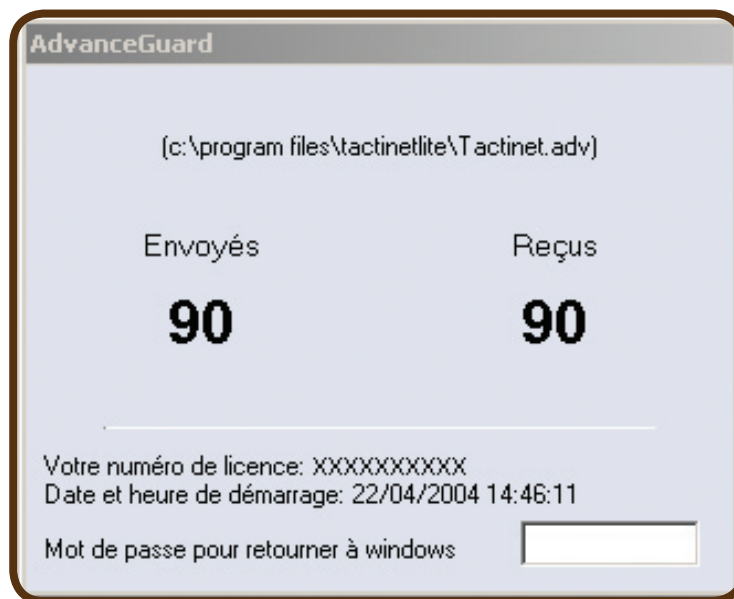 AdvanceGuard
(c:\program files\tactinetlite\Tactinet.adv)
Envoyés Reçus
90 90
Votre numéro de licence: XXXXXXXXXX
Date et heure de démarrage: 22/04/2004 14:46:11
Mot de passe pour retourner à windows